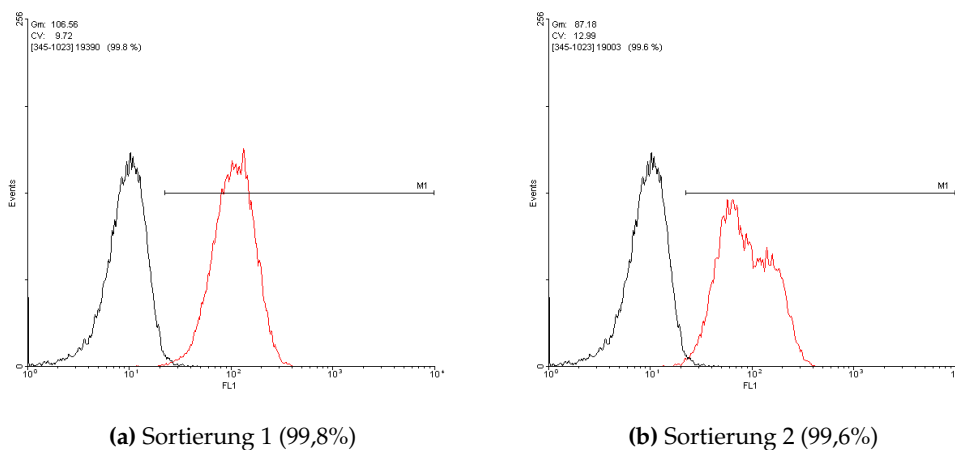 256
Gm: 106.56
CV: 9.72
[345-1023] 19390 (99.8 %)
M1
Events
0
10⁰ 10¹ 10² 10³ 10⁴
FL1
(a) Sortierung 1 (99,8%)
256
Gm: 87.18
CV: 12.99
[345-1023] 19003 (99.6 %)
M1
Events
0
10⁰ 10¹ 10² 10³
FL1
(b) Sortierung 2 (99,6%)